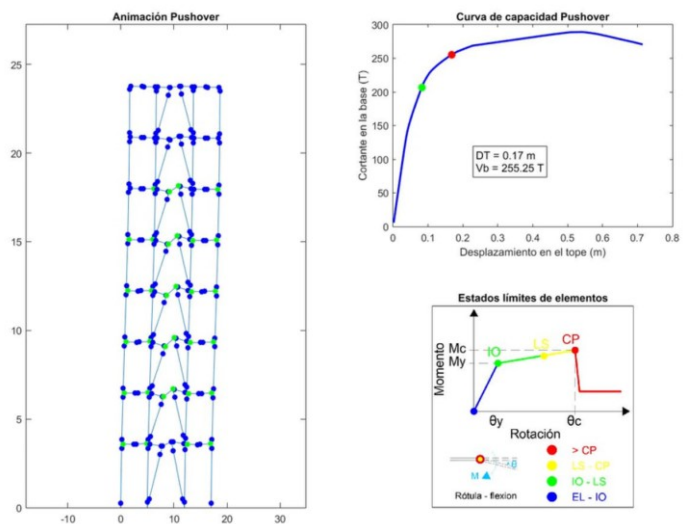 Animación Pushover
25
20
15
10
5
0
-10
0
10
20
30
Curva de capacidad Pushover
Cortante en la base (T)
300
250
200
150
100
50
0
DT = 0.17 m
Vb = 255.25 T
0
0.1
0.2
0.3
0.4
0.5
0.6
0.7
0.8
Desplazamiento en el tope (m)
Estados límites de elementos
Momento
Mc
My
IO
LS
CP
θy
θc
Rotación
θ
M
Rótula - flexion
> CP
LS - CP
IO - LS
EL - IO